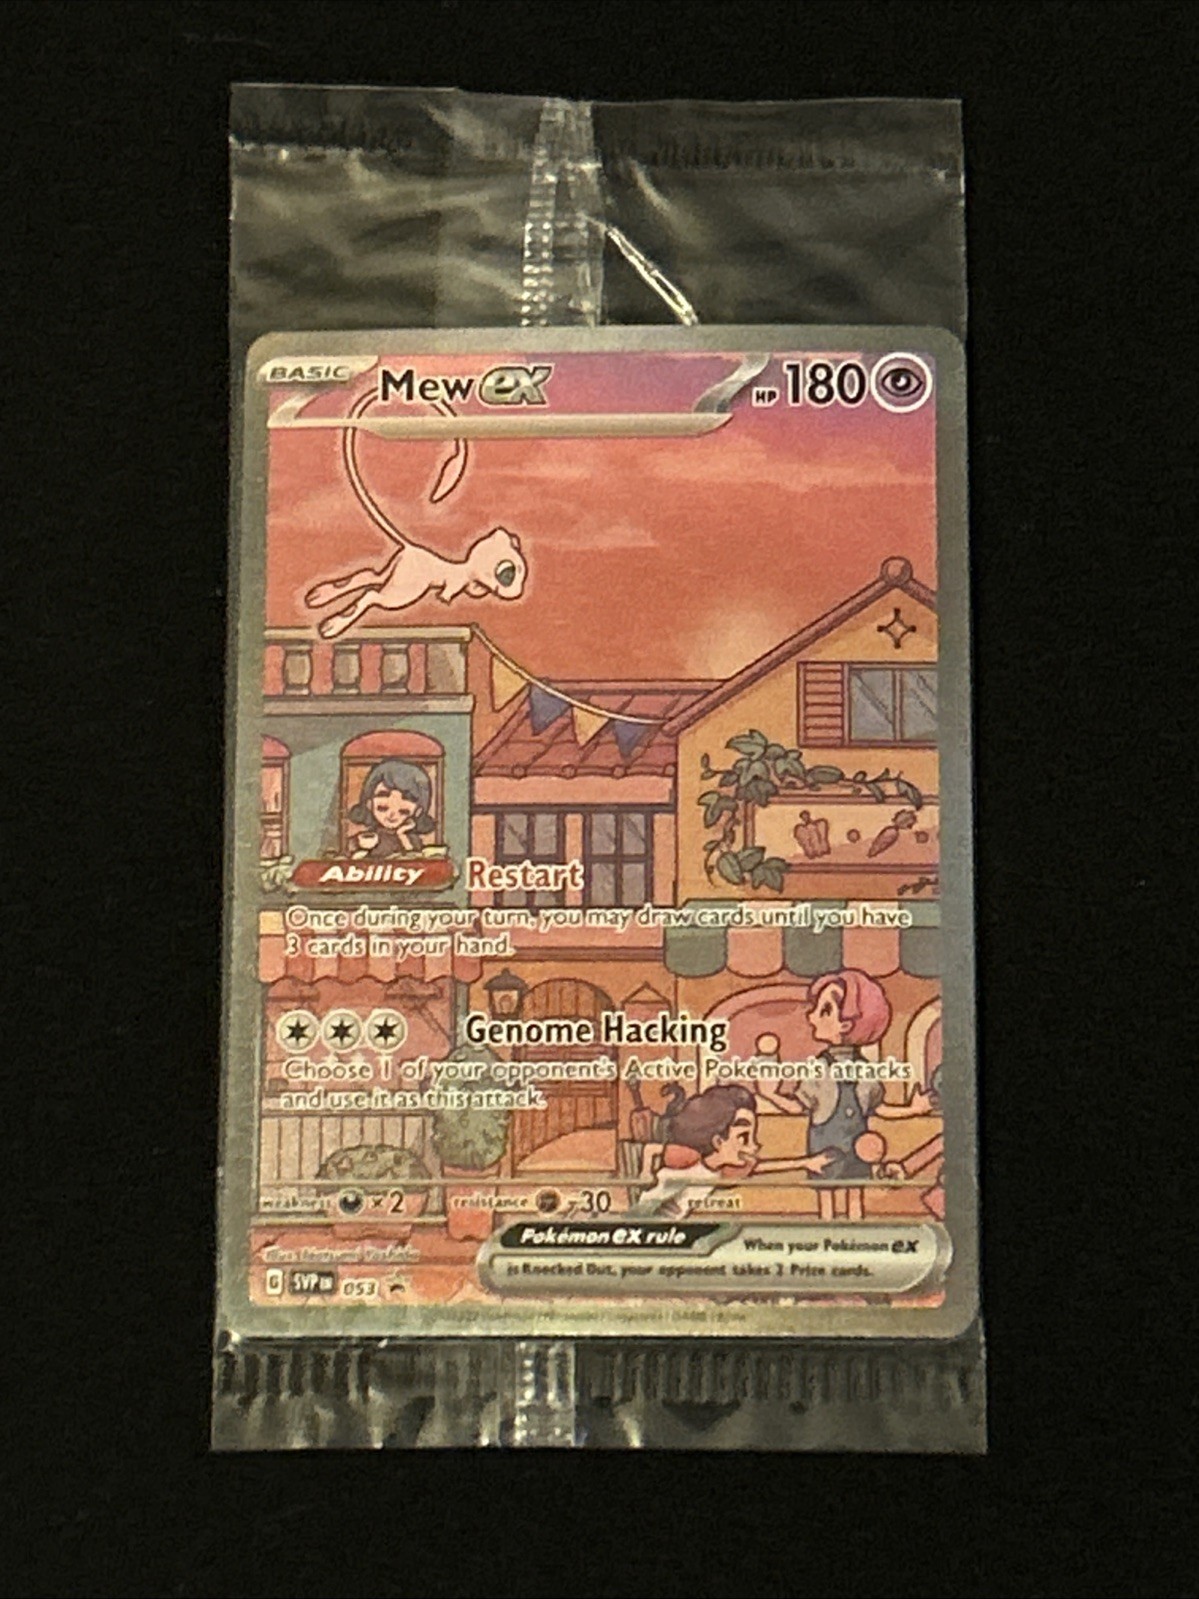 BASIC Mew ex HP 180
Ability Restart
Once during your turn, you may draw cards until you have
3 cards in your hand.
Genome Hacking
Choose 1 of your opponent's Active Pokémon's attacks
and use it as this attack.
weakness ×2 resistance -30 retreat
Pokémon ex rule When your Pokémon ex
is Knocked Out, your opponent takes 2 Prize cards.
Illus.
G SVP EN 053